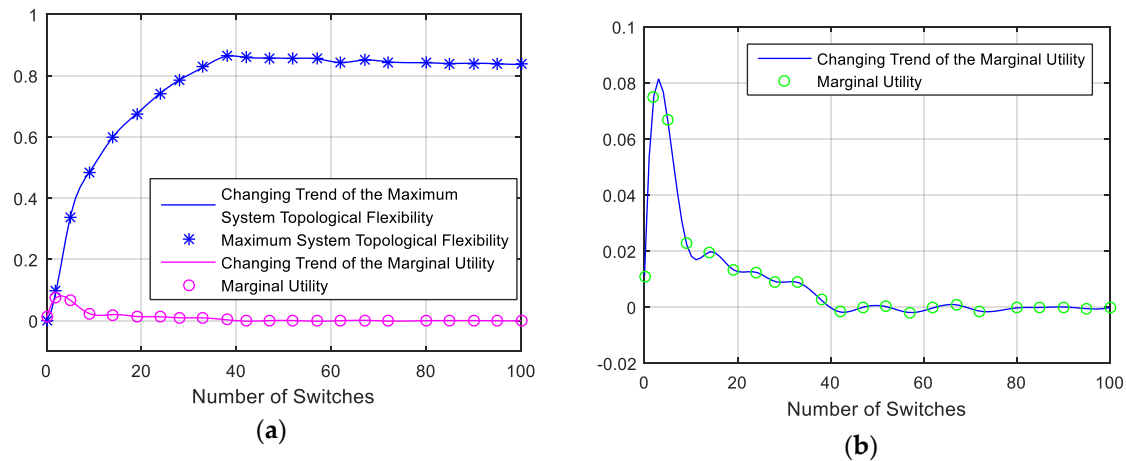 1
0.8
0.6
0.4
0.2
0
0 20 40 60 80 100
Changing Trend of the Maximum
System Topological Flexibility
Maximum System Topological Flexibility
Changing Trend of the Marginal Utility
Marginal Utility
Number of Switches
(a)
0.1
0.08
0.06
0.04
0.02
0
-0.02
0 20 40 60 80 100
Changing Trend of the Marginal Utility
Marginal Utility
Number of Switches
(b)